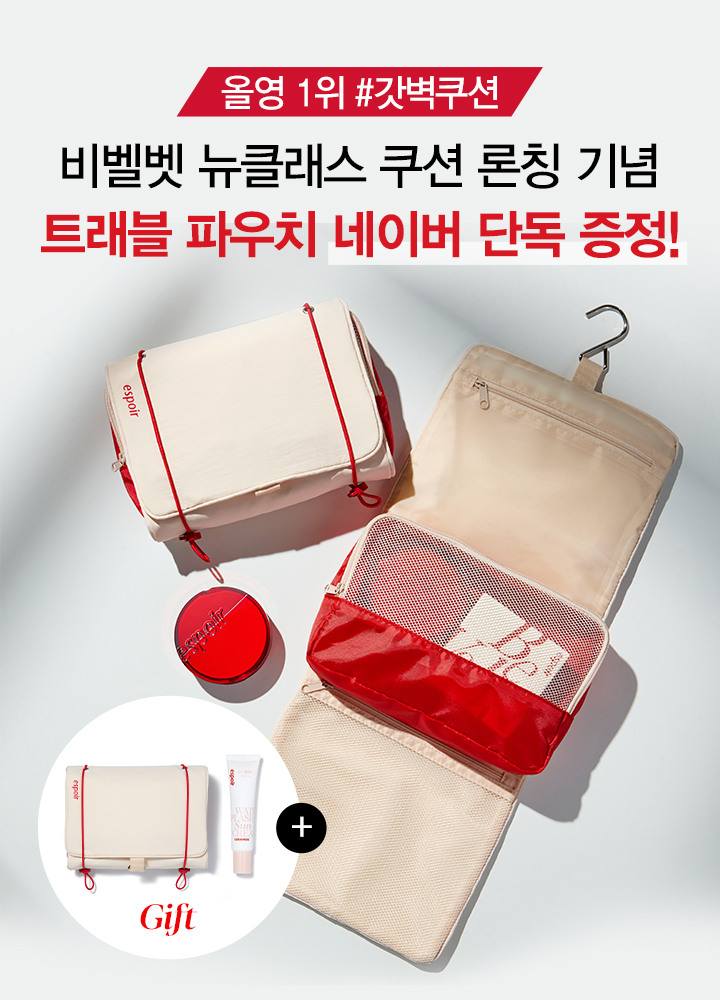 올영 1위 #갓벽쿠션
비벨벳 뉴클래스 쿠션 론칭 기념
트래블 파우치 네이버 단독 증정!
espoir
espoir
espoir
espoir
+
Gift